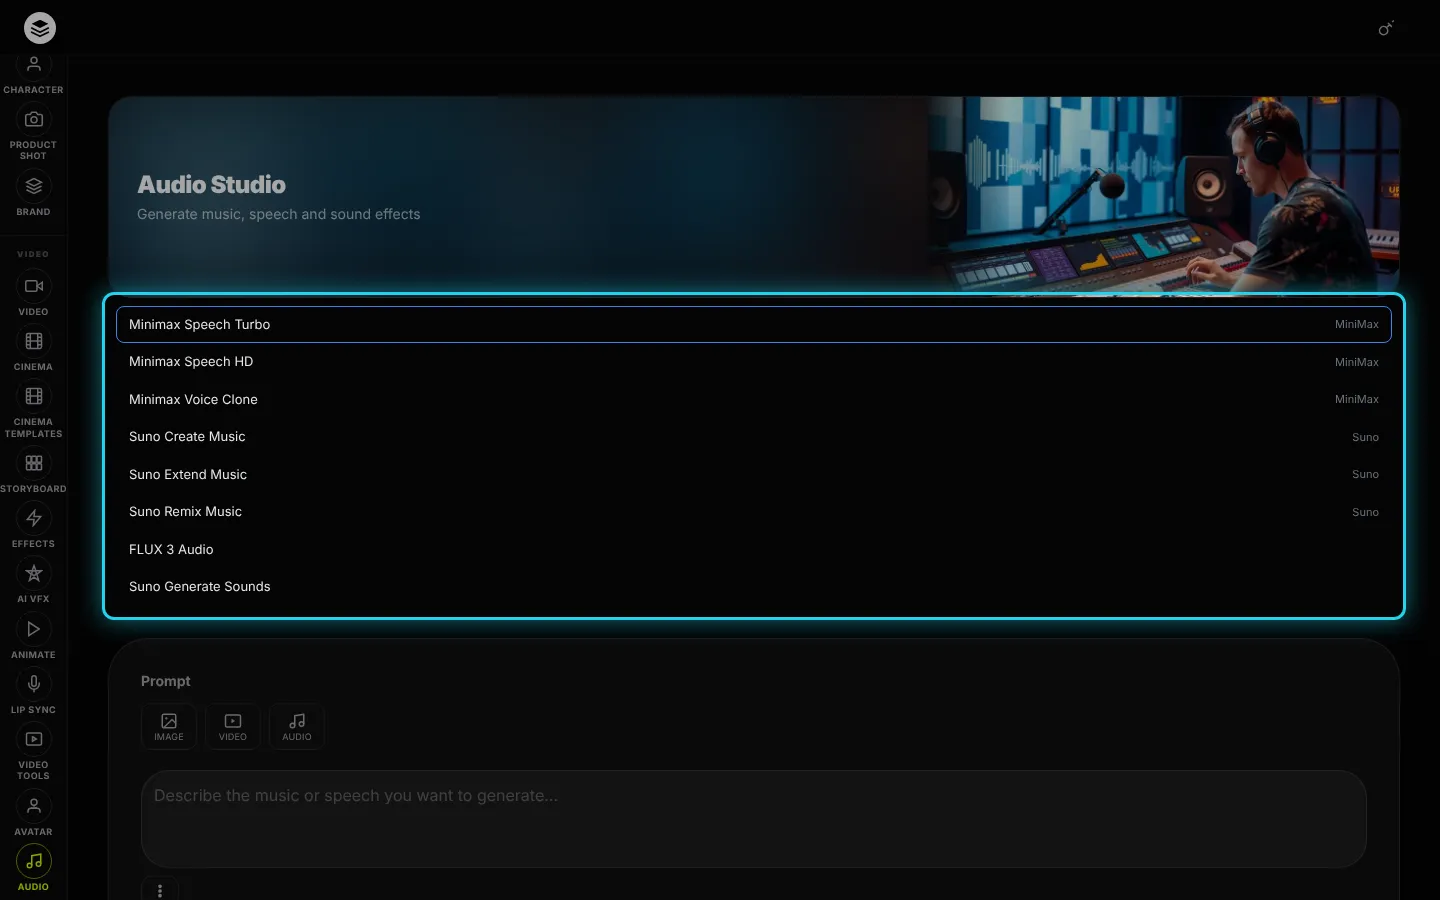 CHARACTER
PRODUCT
SHOT
BRAND
VIDEO
VIDEO
CINEMA
CINEMA
TEMPLATES
STORYBOARD
EFFECTS
AI VFX
ANIMATE
LIP SYNC
VIDEO
TOOLS
AVATAR
AUDIO
Audio Studio
Generate music, speech and sound effects
Minimax Speech Turbo MiniMax
Minimax Speech HD MiniMax
Minimax Voice Clone MiniMax
Suno Create Music Suno
Suno Extend Music Suno
Suno Remix Music Suno
FLUX 3 Audio
Suno Generate Sounds
Prompt
IMAGE VIDEO AUDIO
Describe the music or speech you want to generate...